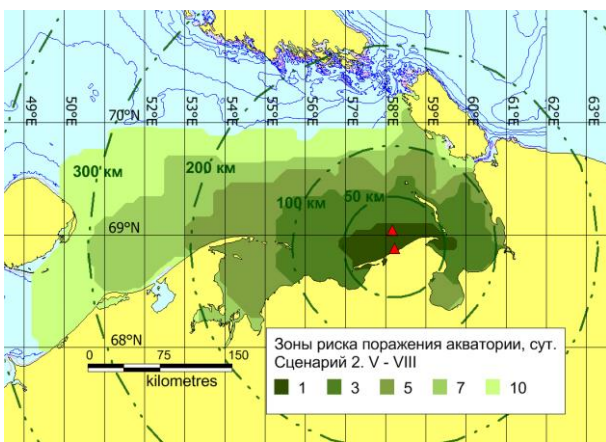 49°E
50°E
52°E
53°E
54°E
55°E
56°E
57°E
58°E
59°E
60°E
61°E
62°E
63°E
70°N
300 км
200 км
100 км
50 км
69°N
68°N
0 75 150
kilometres
Зоны риска поражения акватории, сут.
Сценарий 2. V - VIII
1 3 5 7 10